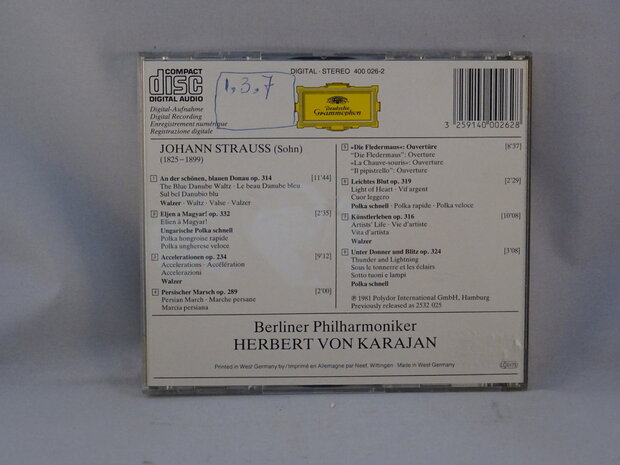 COMPACT
disc
DIGITAL AUDIO
DIGITAL · STEREO 400 026-2
1,3,7
Deutsche
Grammophon
3 259140 002628
Digital-Aufnahme
Digital Recording
Enregistrement numérique
Registrazione digitale
JOHANN STRAUSS (Sohn)
(1825–1899)
1 An der schönen, blauen Donau op. 314 [11'44]
The Blue Danube Waltz · Le beau Danube bleu
Sul bel Danubio blu
Walzer · Waltz · Valse · Valzer
2 Eljen a Magyar! op. 332 [2'35]
Elien à Magyar!
Ungarische Polka schnell
Polka hongroise rapide
Polka ungherese veloce
3 Accelerationen op. 234 [9'12]
Accelerations · Accélération
Accelerazioni
Walzer
4 Persischer Marsch op. 289 [2'00]
Persian March · Marche persane
Marcia persiana
5 «Die Fledermaus»: Ouvertüre [8'37]
"Die Fledermaus": Overture
«La Chauve-souris»: Ouverture
"Il pipistrello": Ouverture
6 Leichtes Blut op. 319 [2'29]
Light of Heart · Vif argent
Cuor leggero
Polka schnell · Polka rapide · Polka veloce
7 Künstlerleben op. 316 [10'08]
Artists' Life · Vie d'artiste
Vita d'artista
Walzer
8 Unter Donner und Blitz op. 324 [3'08]
Thunder and Lightning
Sous le tonnerre et les éclairs
Sotto tuoni e lampi
Polka schnell
℗ 1981 Polydor International GmbH, Hamburg
Previously released as 2532 025
Berliner Philharmoniker
HERBERT VON KARAJAN
Printed in West Germany by / Imprimé en Allemagne par Neef, Wittingen · Made in West Germany